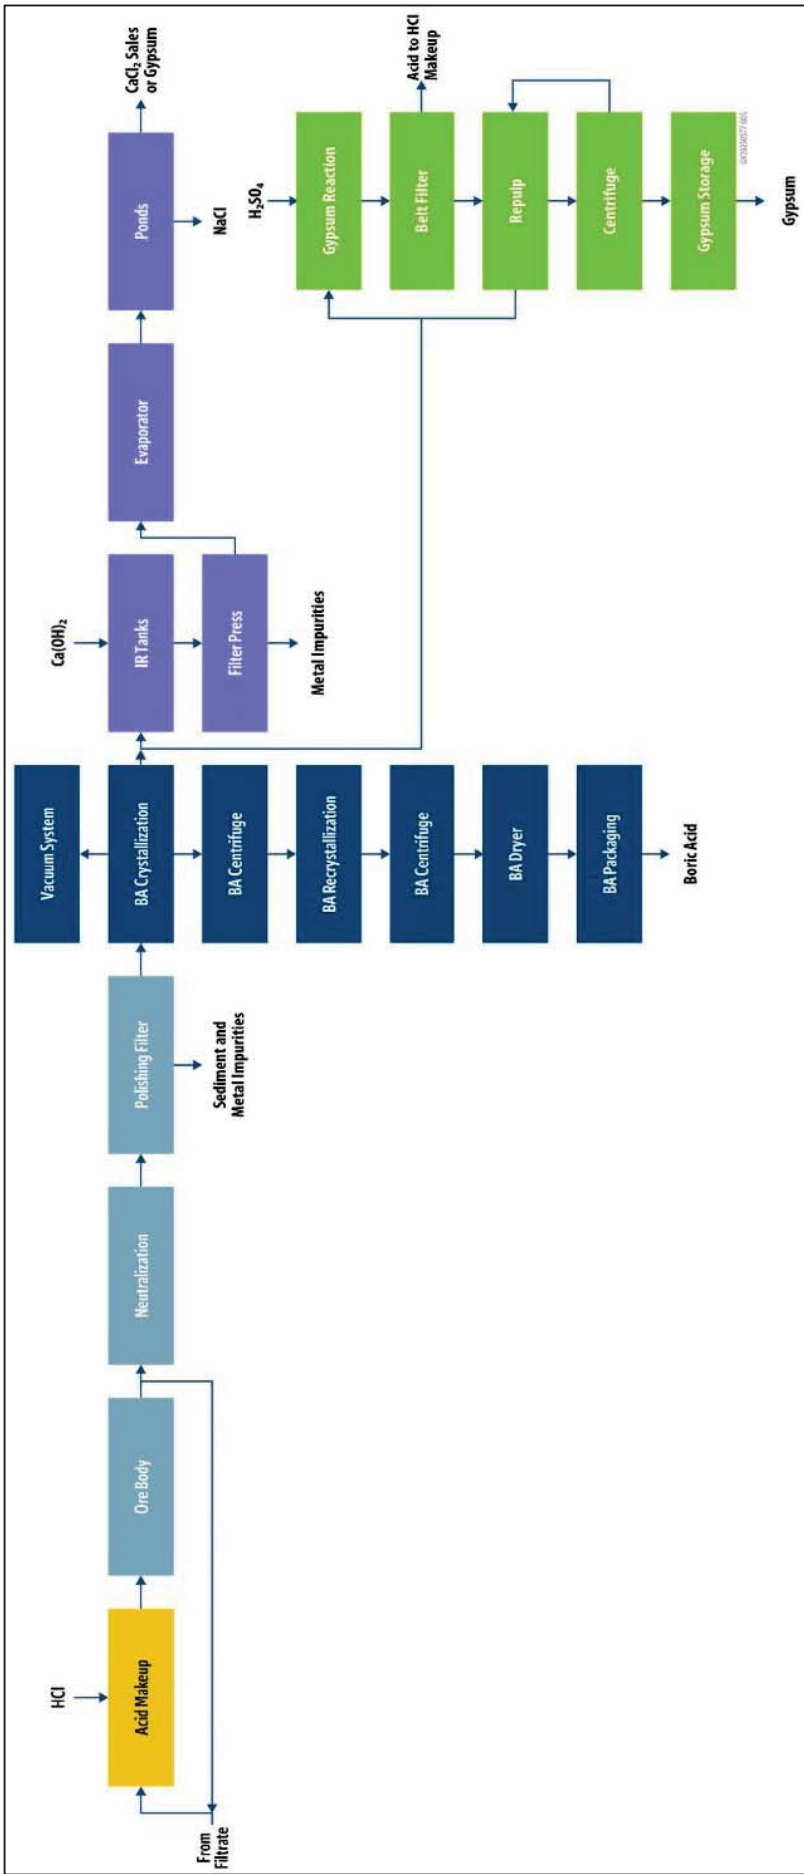 HCl
Acid Makeup
From
Filtrate
Ore Body
Neutralization
Polishing Filter
Sediment and
Metal Impurities
Vacuum System
BA Crystallization
BA Centrifuge
BA Recrystallization
BA Centrifuge
BA Dryer
BA Packaging
Boric Acid
Ca(OH)₂
IR Tanks
Filter Press
Metal Impurities
Evaporator
Ponds
NaCl
CaCl₂ Sales
or Gypsum
H₂SO₄
Gypsum Reaction
Belt Filter
Acid to HCl
Makeup
Repulp
Centrifuge
Gypsum Storage
Gypsum